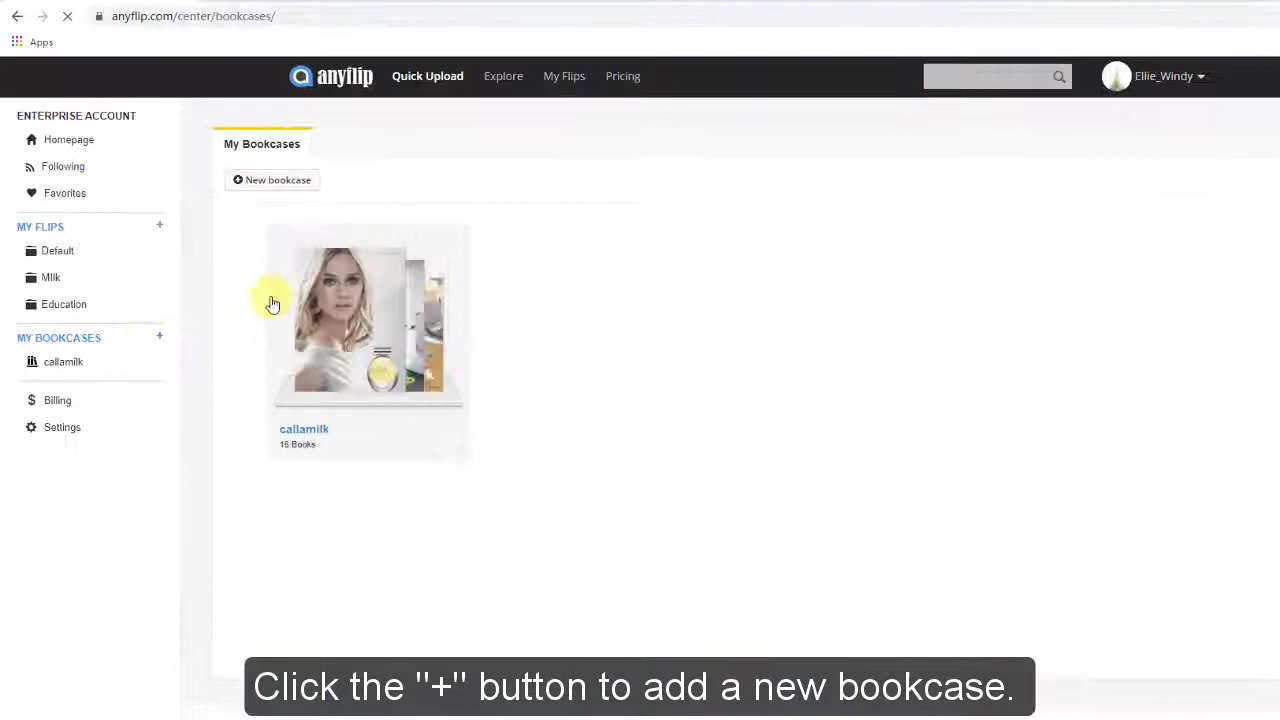 anyflip.com/center/bookcases/
Apps
anyflip
Quick Upload
Explore
My Flips
Pricing
Ellie_Windy
ENTERPRISE ACCOUNT
Homepage
Following
Favorites
MY FLIPS +
Default
MIlk
Education
MY BOOKCASES +
callamilk
Billing
Settings
My Bookcases
New bookcase
callamilk
16 Books
Click the "+" button to add a new bookcase.